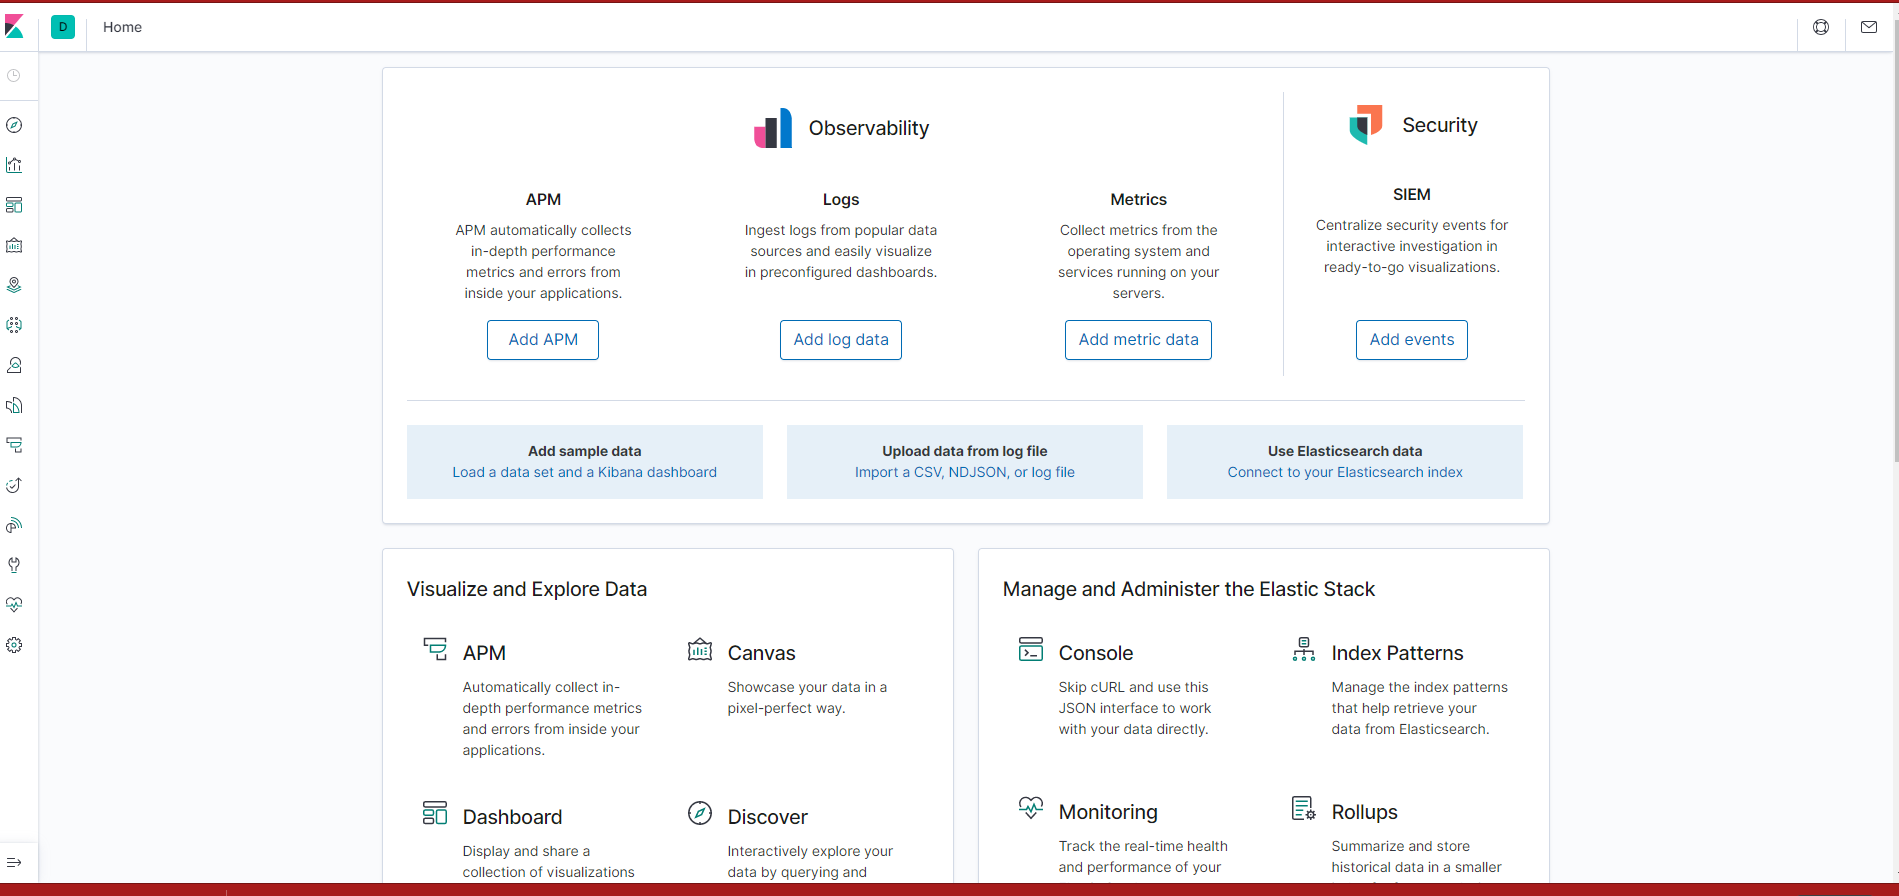 D
Home
Observability
Security
APM
APM automatically collects
in-depth performance
metrics and errors from
inside your applications.
Add APM
Logs
Ingest logs from popular data
sources and easily visualize
in preconfigured dashboards.
Add log data
Metrics
Collect metrics from the
operating system and
services running on your
servers.
Add metric data
SIEM
Centralize security events for
interactive investigation in
ready-to-go visualizations.
Add events
Add sample data
Load a data set and a Kibana dashboard
Upload data from log file
Import a CSV, NDJSON, or log file
Use Elasticsearch data
Connect to your Elasticsearch index
Visualize and Explore Data
APM
Automatically collect in-
depth performance metrics
and errors from inside your
applications.
Canvas
Showcase your data in a
pixel-perfect way.
Dashboard
Display and share a
collection of visualizations
Discover
Interactively explore your
data by querying and
Manage and Administer the Elastic Stack
Console
Skip cURL and use this
JSON interface to work
with your data directly.
Index Patterns
Manage the index patterns
that help retrieve your
data from Elasticsearch.
Monitoring
Track the real-time health
and performance of your
Rollups
Summarize and store
historical data in a smaller